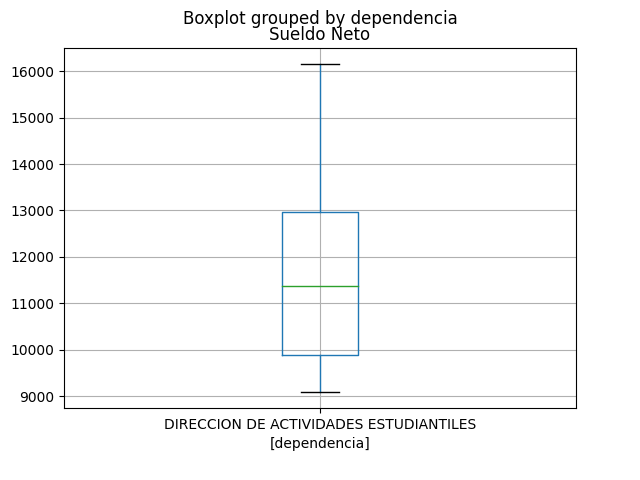 Boxplot grouped by dependencia
Sueldo Neto
16000
15000
14000
13000
12000
11000
10000
9000
DIRECCION DE ACTIVIDADES ESTUDIANTILES
[dependencia]